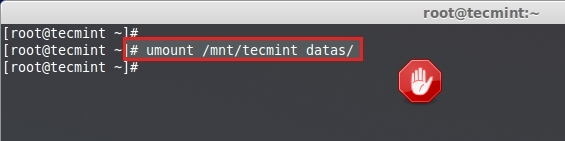 root@tecmint:~
[root@tecmint ~]#
[root@tecmint ~]# umount /mnt/tecmint datas/
[root@tecmint ~]#